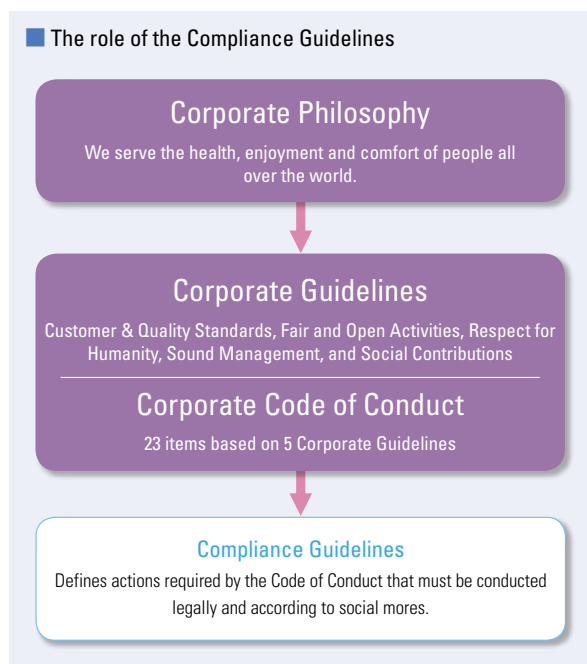 The role of the Compliance Guidelines
Corporate Philosophy
We serve the health, enjoyment and comfort of people all
over the world.
Corporate Guidelines
Customer & Quality Standards, Fair and Open Activities, Respect for
Humanity, Sound Management, and Social Contributions
Corporate Code of Conduct
23 items based on 5 Corporate Guidelines
Compliance Guidelines
Defines actions required by the Code of Conduct that must be conducted
legally and according to social mores.